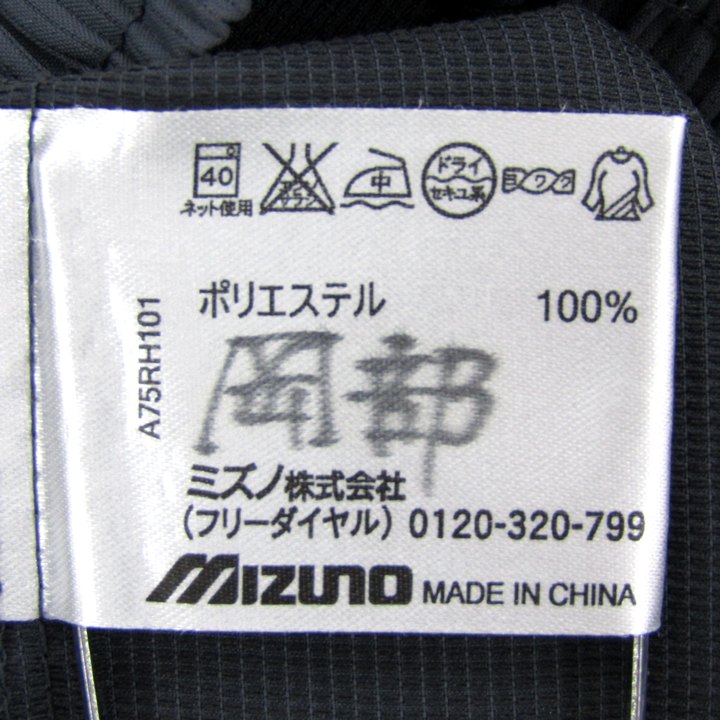 40
ネット使用
中
ドライ
セキユ系
ポリエステル 100%
A75RH101
岡部
ミズノ株式会社
(フリーダイヤル) 0120-320-799
MIZUNO MADE IN CHINA